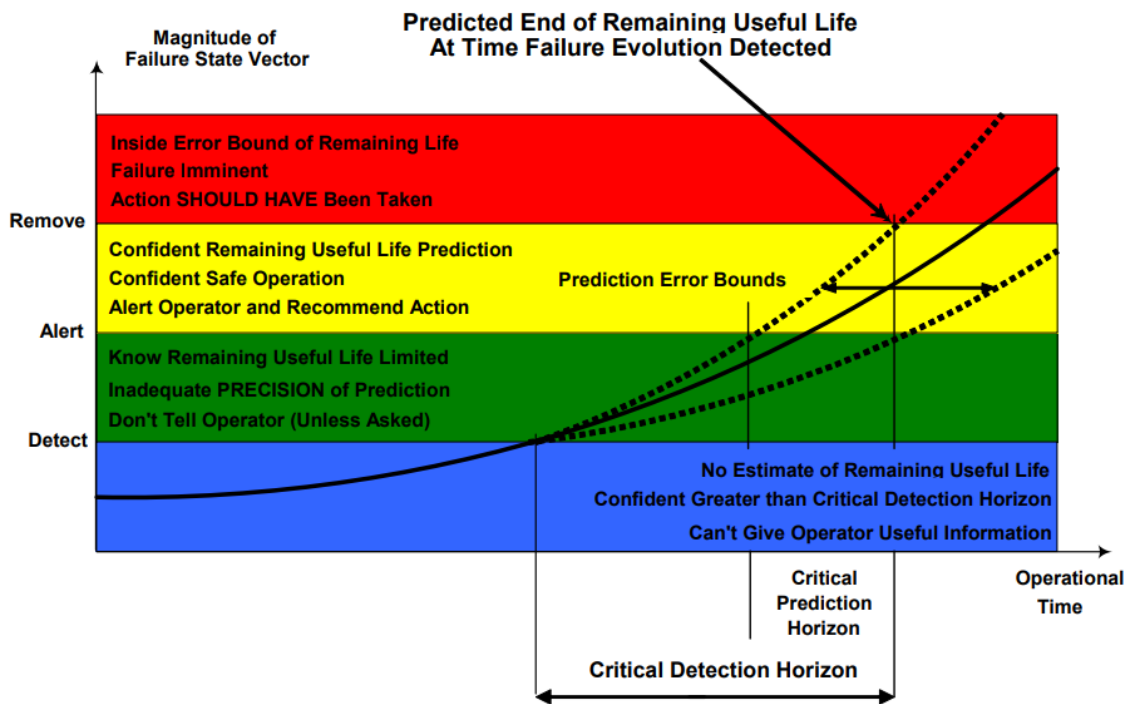 Predicted End of Remaining Useful Life
At Time Failure Evolution Detected
Magnitude of
Failure State Vector
Inside Error Bound of Remaining Life
Failure Imminent
Action SHOULD HAVE Been Taken
Remove
Confident Remaining Useful Life Prediction
Confident Safe Operation
Alert Operator and Recommend Action
Prediction Error Bounds
Alert
Know Remaining Useful Life Limited
Inadequate PRECISION of Prediction
Don't Tell Operator (Unless Asked)
Detect
No Estimate of Remaining Useful Life
Confident Greater than Critical Detection Horizon
Can't Give Operator Useful Information
Critical
Prediction
Horizon
Operational
Time
Critical Detection Horizon